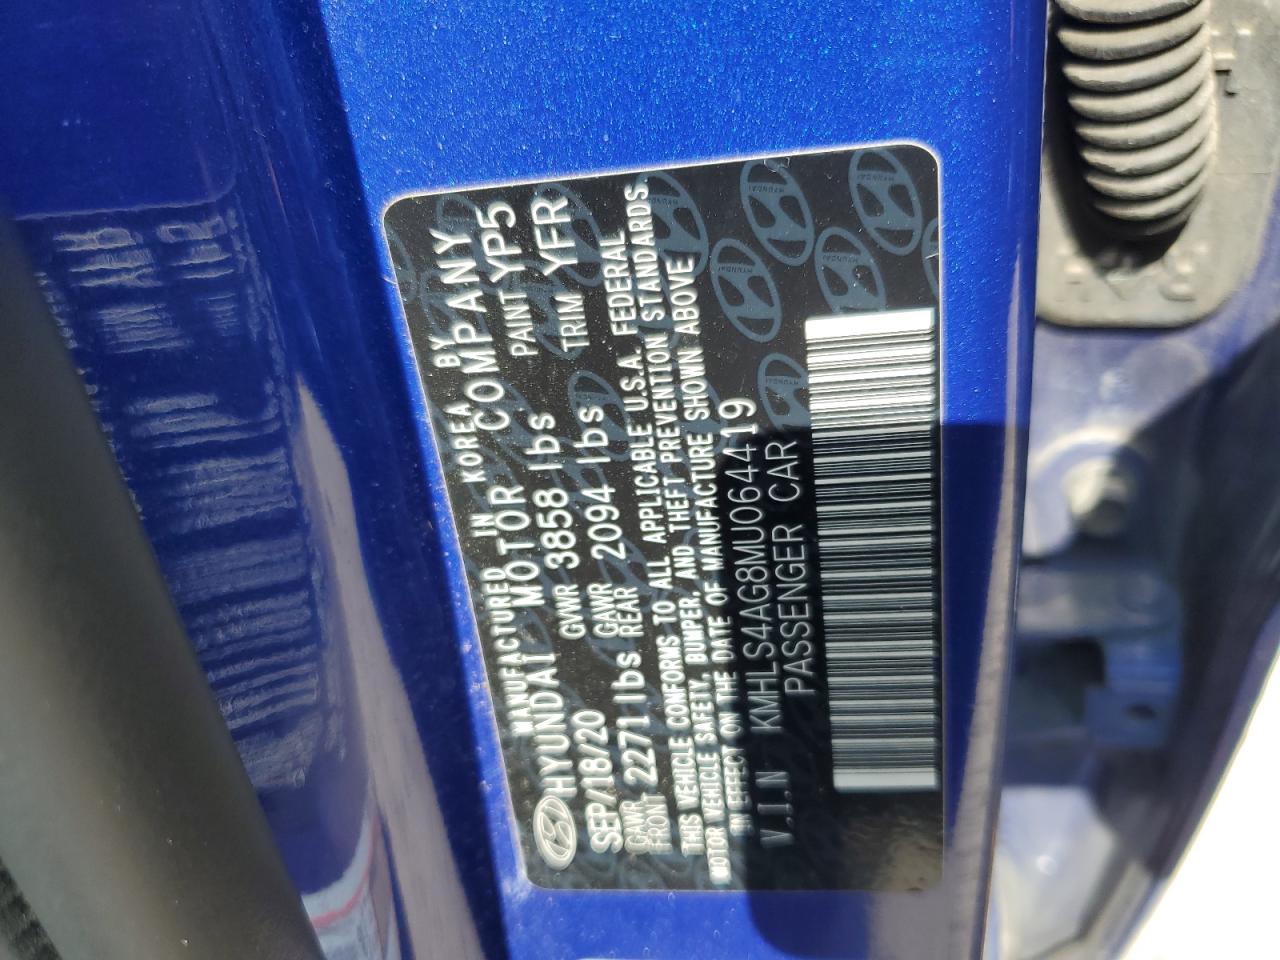 MANUFACTURED IN KOREA BY
HYUNDAI MOTOR COMPANY
SEP/18/20 GVWR 3858 lbs PAINT YP5
GAWR FRONT 2271 lbs GAWR REAR 2094 lbs TRIM YFR
THIS VEHICLE CONFORMS TO ALL APPLICABLE U.S.A. FEDERAL
MOTOR VEHICLE SAFETY, BUMPER, AND THEFT PREVENTION STANDARDS.
IN EFFECT ON THE DATE OF MANUFACTURE SHOWN ABOVE
V.I.N KMHLS4AG8MU064419
PASSENGER CAR